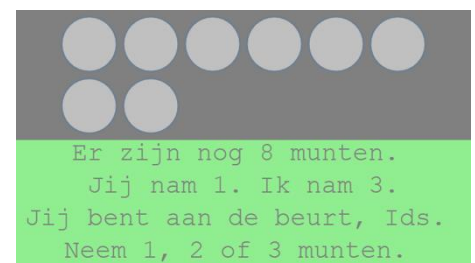 Er zijn nog 8 munten.
Jij nam 1. Ik nam 3.
Jij bent aan de beurt, Ids.
Neem 1, 2 of 3 munten.